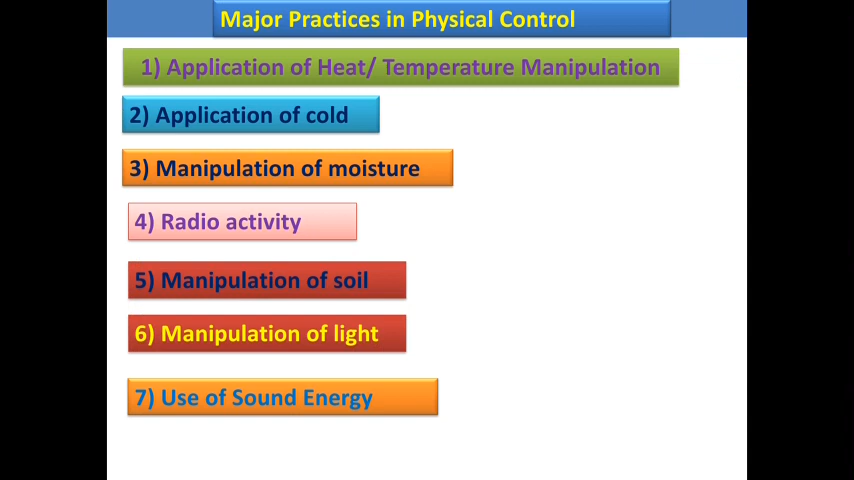 Major Practices in Physical Control
1) Application of Heat/ Temperature Manipulation
2) Application of cold
3) Manipulation of moisture
4) Radio activity
5) Manipulation of soil
6) Manipulation of light
7) Use of Sound Energy